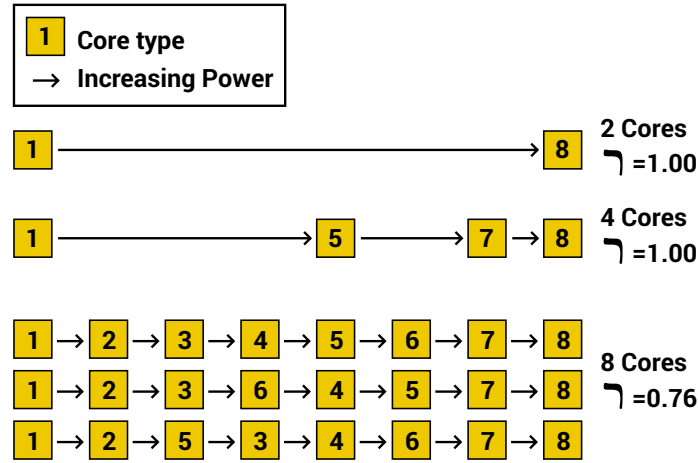 1 Core type
→ Increasing Power
1 → 8
2 Cores
ℸ =1.00
1 → 5 → 7 → 8
4 Cores
ℸ =1.00
1 → 2 → 3 → 4 → 5 → 6 → 7 → 8
1 → 2 → 3 → 6 → 4 → 5 → 7 → 8
1 → 2 → 5 → 3 → 4 → 6 → 7 → 8
8 Cores
ℸ =0.76